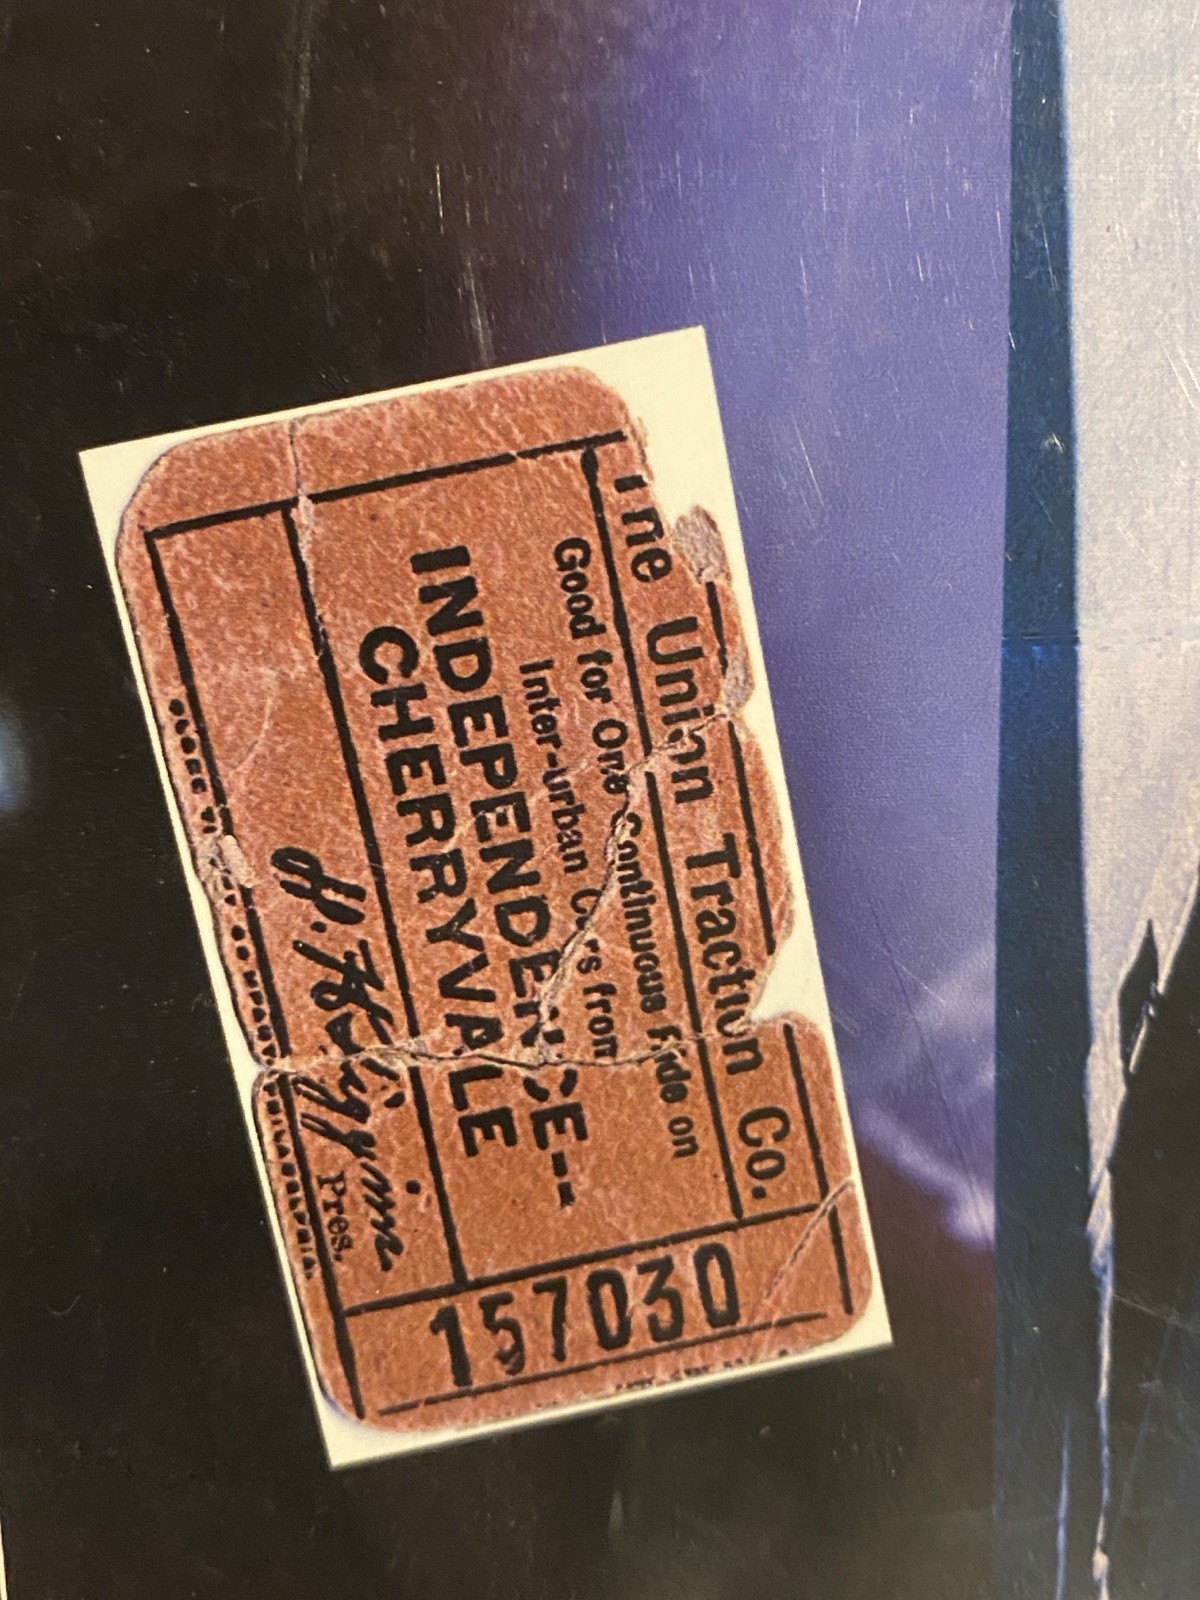 The Union Traction Co.
Good for One Continuous Ride on
Inter-urban Cars from
INDEPENDENCE--
CHERRYVALE
Pres.
157030